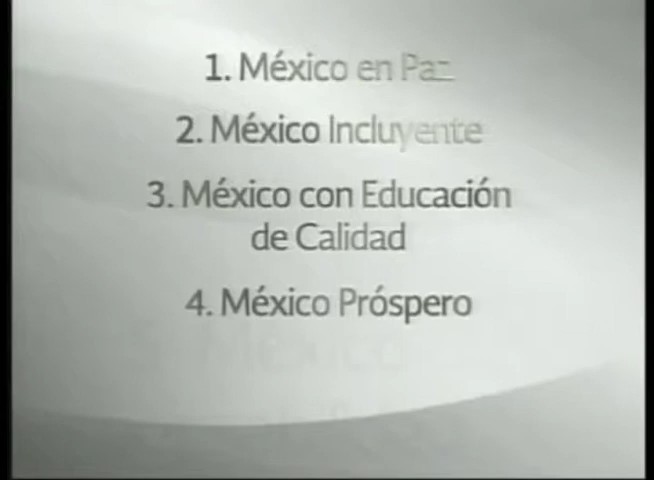 1. México en Paz
2. México Incluyente
3. México con Educación
de Calidad
4. México Próspero